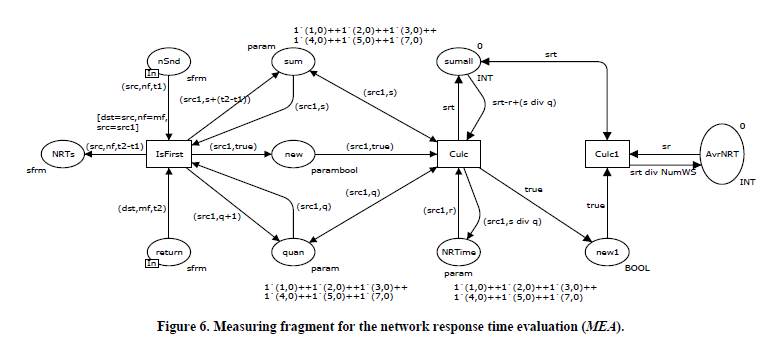 1`(1,0)++1`(2,0)++1`(3,0)++
1`(4,0)++1`(5,0)++1`(7,0)
param
0
nSnd
sum
sumall
srt
In
sfrm
INT
0
(src,nf,t1)
(src1,s+(t2-t1))
(src1,s)
srt-r+(s div q)
srt
(src1,s)
[dst=src,nf=mf,
src=src1]
NRTs
(src,nf,t2-t1)
IsFirst
(src1,true)
new
(src1,true)
Culc
Culc1
sr
AvrNRT
srt div NumWS
sfrm
parambool
INT
true
(dst,mf,t2)
(src1,q+1)
(src1,q)
(src1,q)
(src1,r)
(src1,s div q)
true
return
quan
NRTime
new1
In
sfrm
param
param
BOOL
1`(1,0)++1`(2,0)++1`(3,0)++
1`(4,0)++1`(5,0)++1`(7,0)
1`(1,0)++1`(2,0)++1`(3,0)++
1`(4,0)++1`(5,0)++1`(7,0)
Figure 6. Measuring fragment for the network response time evaluation (MEA).